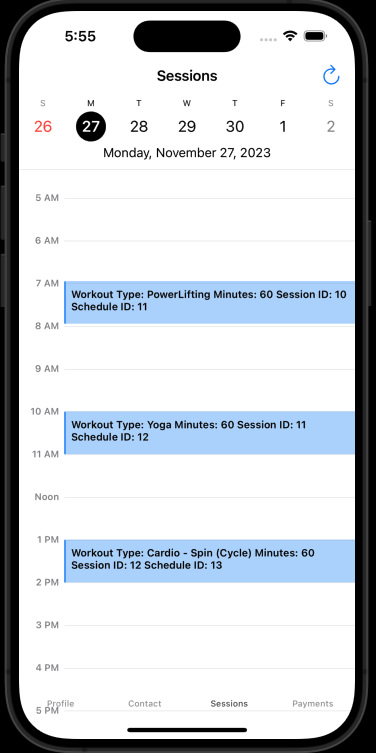 5:55
Sessions
S M T W T F S
26 27 28 29 30 1 2
Monday, November 27, 2023
5 AM
6 AM
7 AM
Workout Type: PowerLifting Minutes: 60 Session ID: 10
Schedule ID: 11
8 AM
9 AM
10 AM
Workout Type: Yoga Minutes: 60 Session ID: 11
Schedule ID: 12
11 AM
Noon
1 PM
Workout Type: Cardio - Spin (Cycle) Minutes: 60
Session ID: 12 Schedule ID: 13
2 PM
3 PM
4 PM
Profile Contact Sessions Payments
5 PM